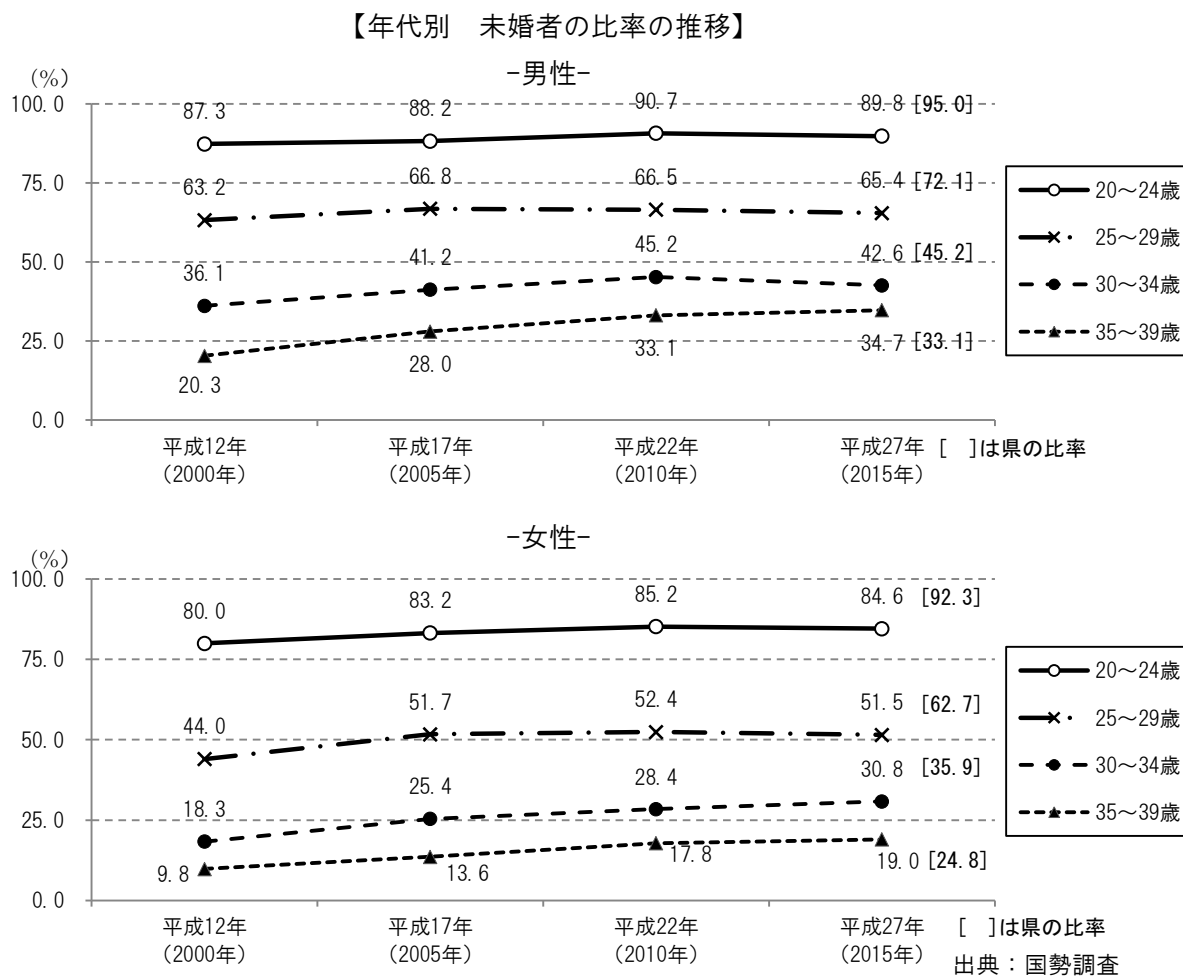 【年代別　未婚者の比率の推移】
-男性-
(%)
100.0
75.0
50.0
25.0
0.0
87.3 88.2 90.7 89.8 [95.0]
63.2 66.8 66.5 65.4 [72.1]
36.1 41.2 45.2 42.6 [45.2]
20.3 28.0 33.1 34.7 [33.1]
平成12年 平成17年 平成22年 平成27年 [　]は県の比率
(2000年) (2005年) (2010年) (2015年)
20～24歳
25～29歳
30～34歳
35～39歳
-女性-
(%)
100.0
75.0
50.0
25.0
0.0
80.0 83.2 85.2 84.6 [92.3]
44.0 51.7 52.4 51.5 [62.7]
18.3 25.4 28.4 30.8 [35.9]
9.8 13.6 17.8 19.0 [24.8]
平成12年 平成17年 平成22年 平成27年 [　]は県の比率
(2000年) (2005年) (2010年) (2015年)
20～24歳
25～29歳
30～34歳
35～39歳
出典：国勢調査